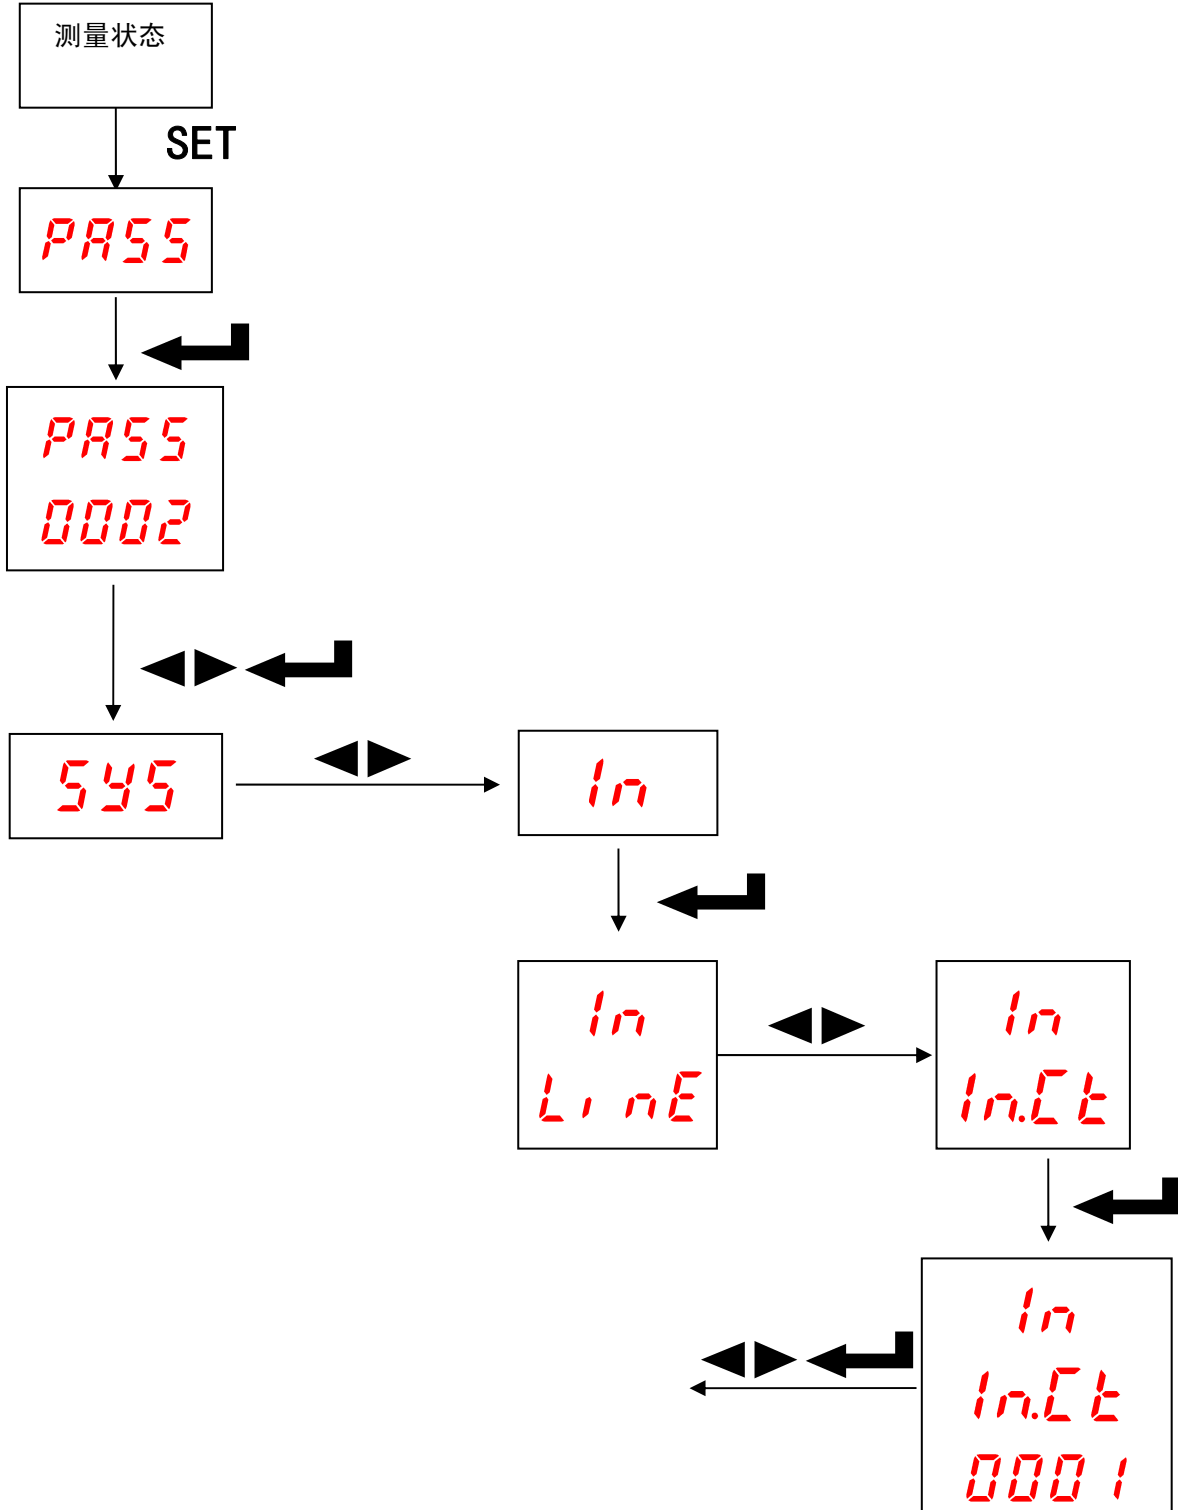 测量状态
SET
PASS
PASS
0002
SYS
In
In
LinE
In
In.Ct
In
In.Ct
0001